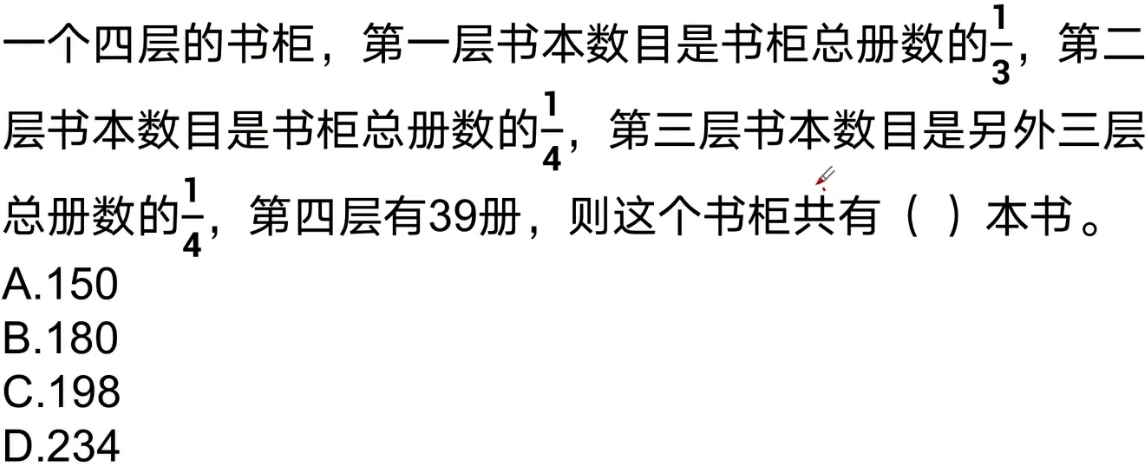 一个四层的书柜，第一层书本数目是书柜总册数的1/3，第二
层书本数目是书柜总册数的1/4，第三层书本数目是另外三层
总册数的1/4，第四层有39册，则这个书柜共有（ ）本书。
A.150
B.180
C.198
D.234